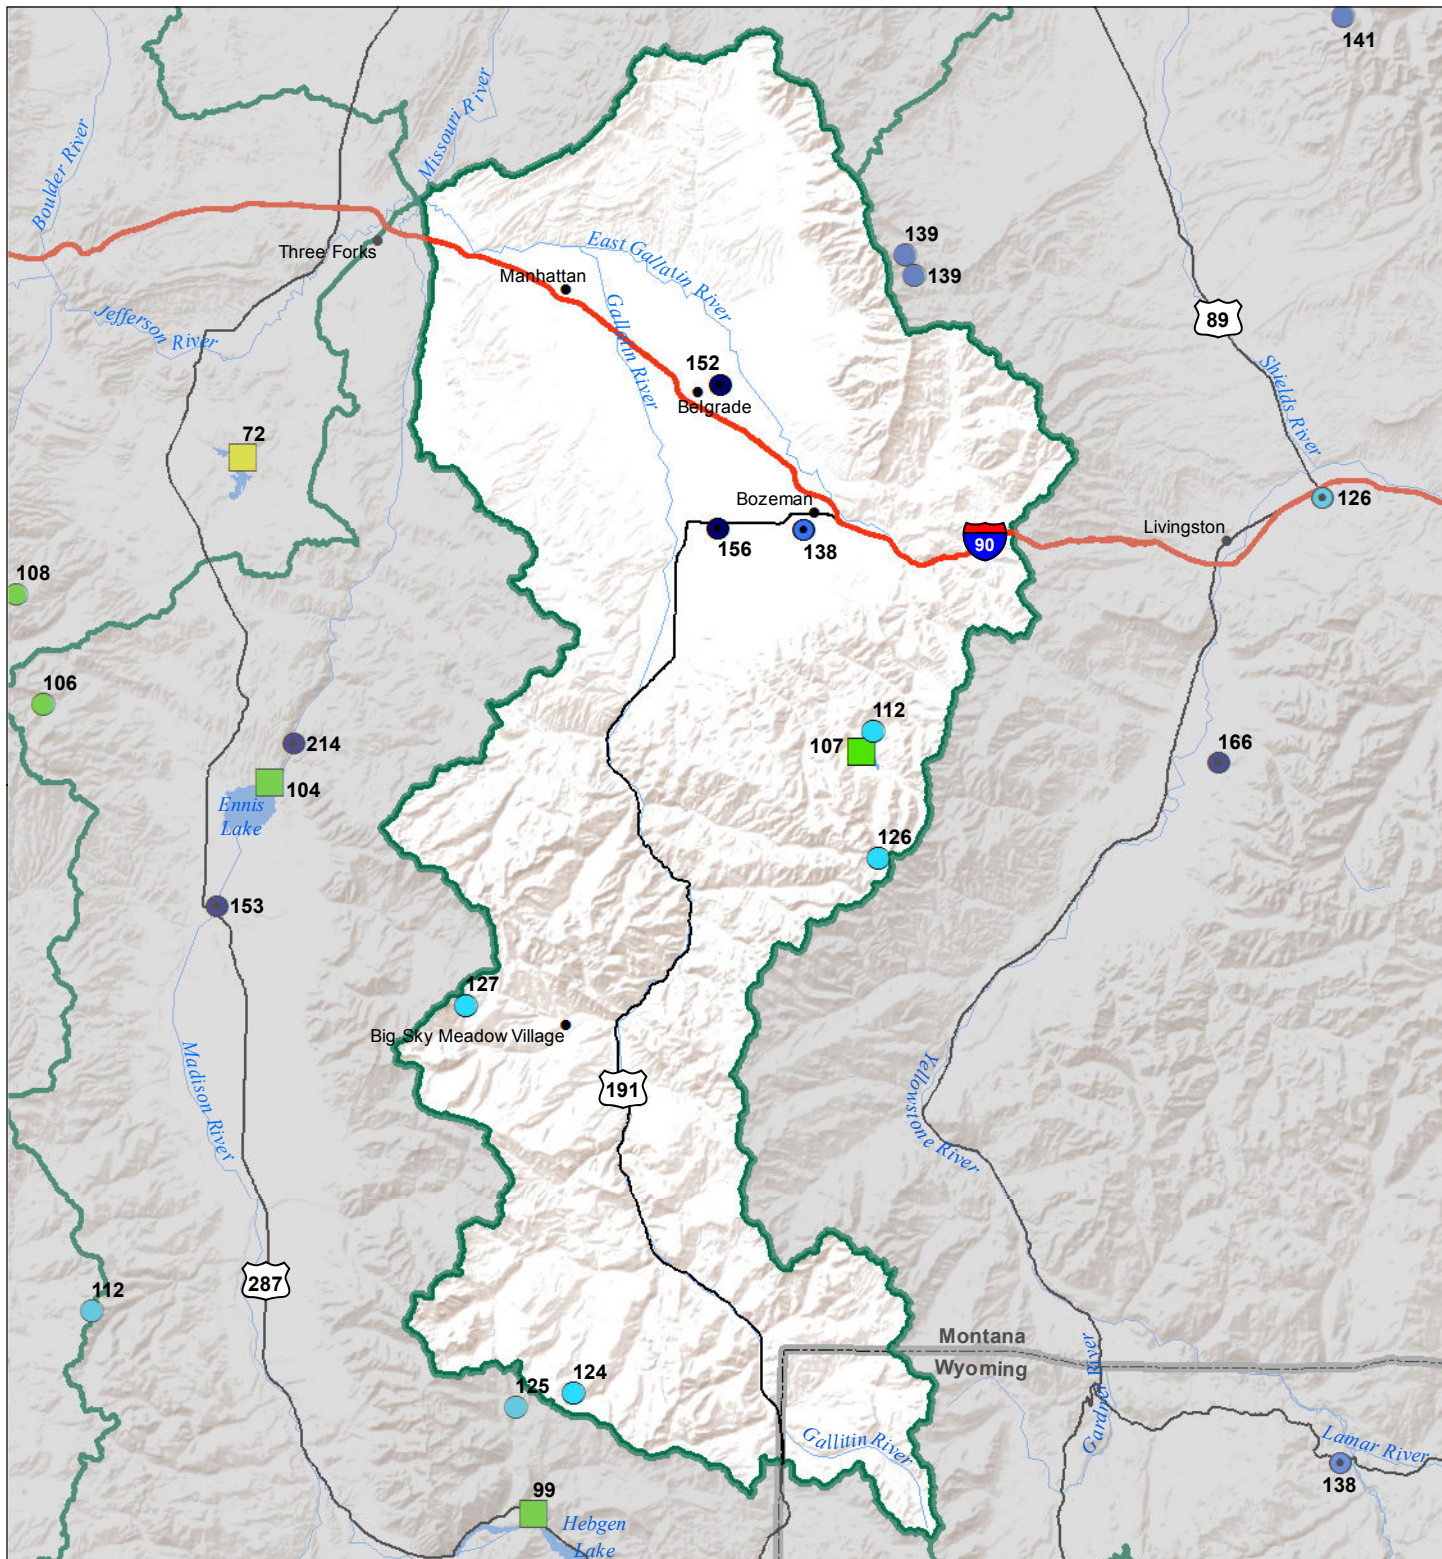 141
Missouri River
Boulder River
139
139
East Gallatin River
Three Forks
Manhattan
Jefferson River
Gallatin River
89
Shields River
152
Belgrade
72
Bozeman
126
156
138
90
Livingston
108
106
112
107
214
104
Ennis
Lake
166
126
153
127
Big Sky Meadow Village
Madison River
191
Yellowstone River
287
112
Montana
Wyoming
Gardner River
125
124
Gallitin River
Lamar River
138
99
Hebgen
Lake